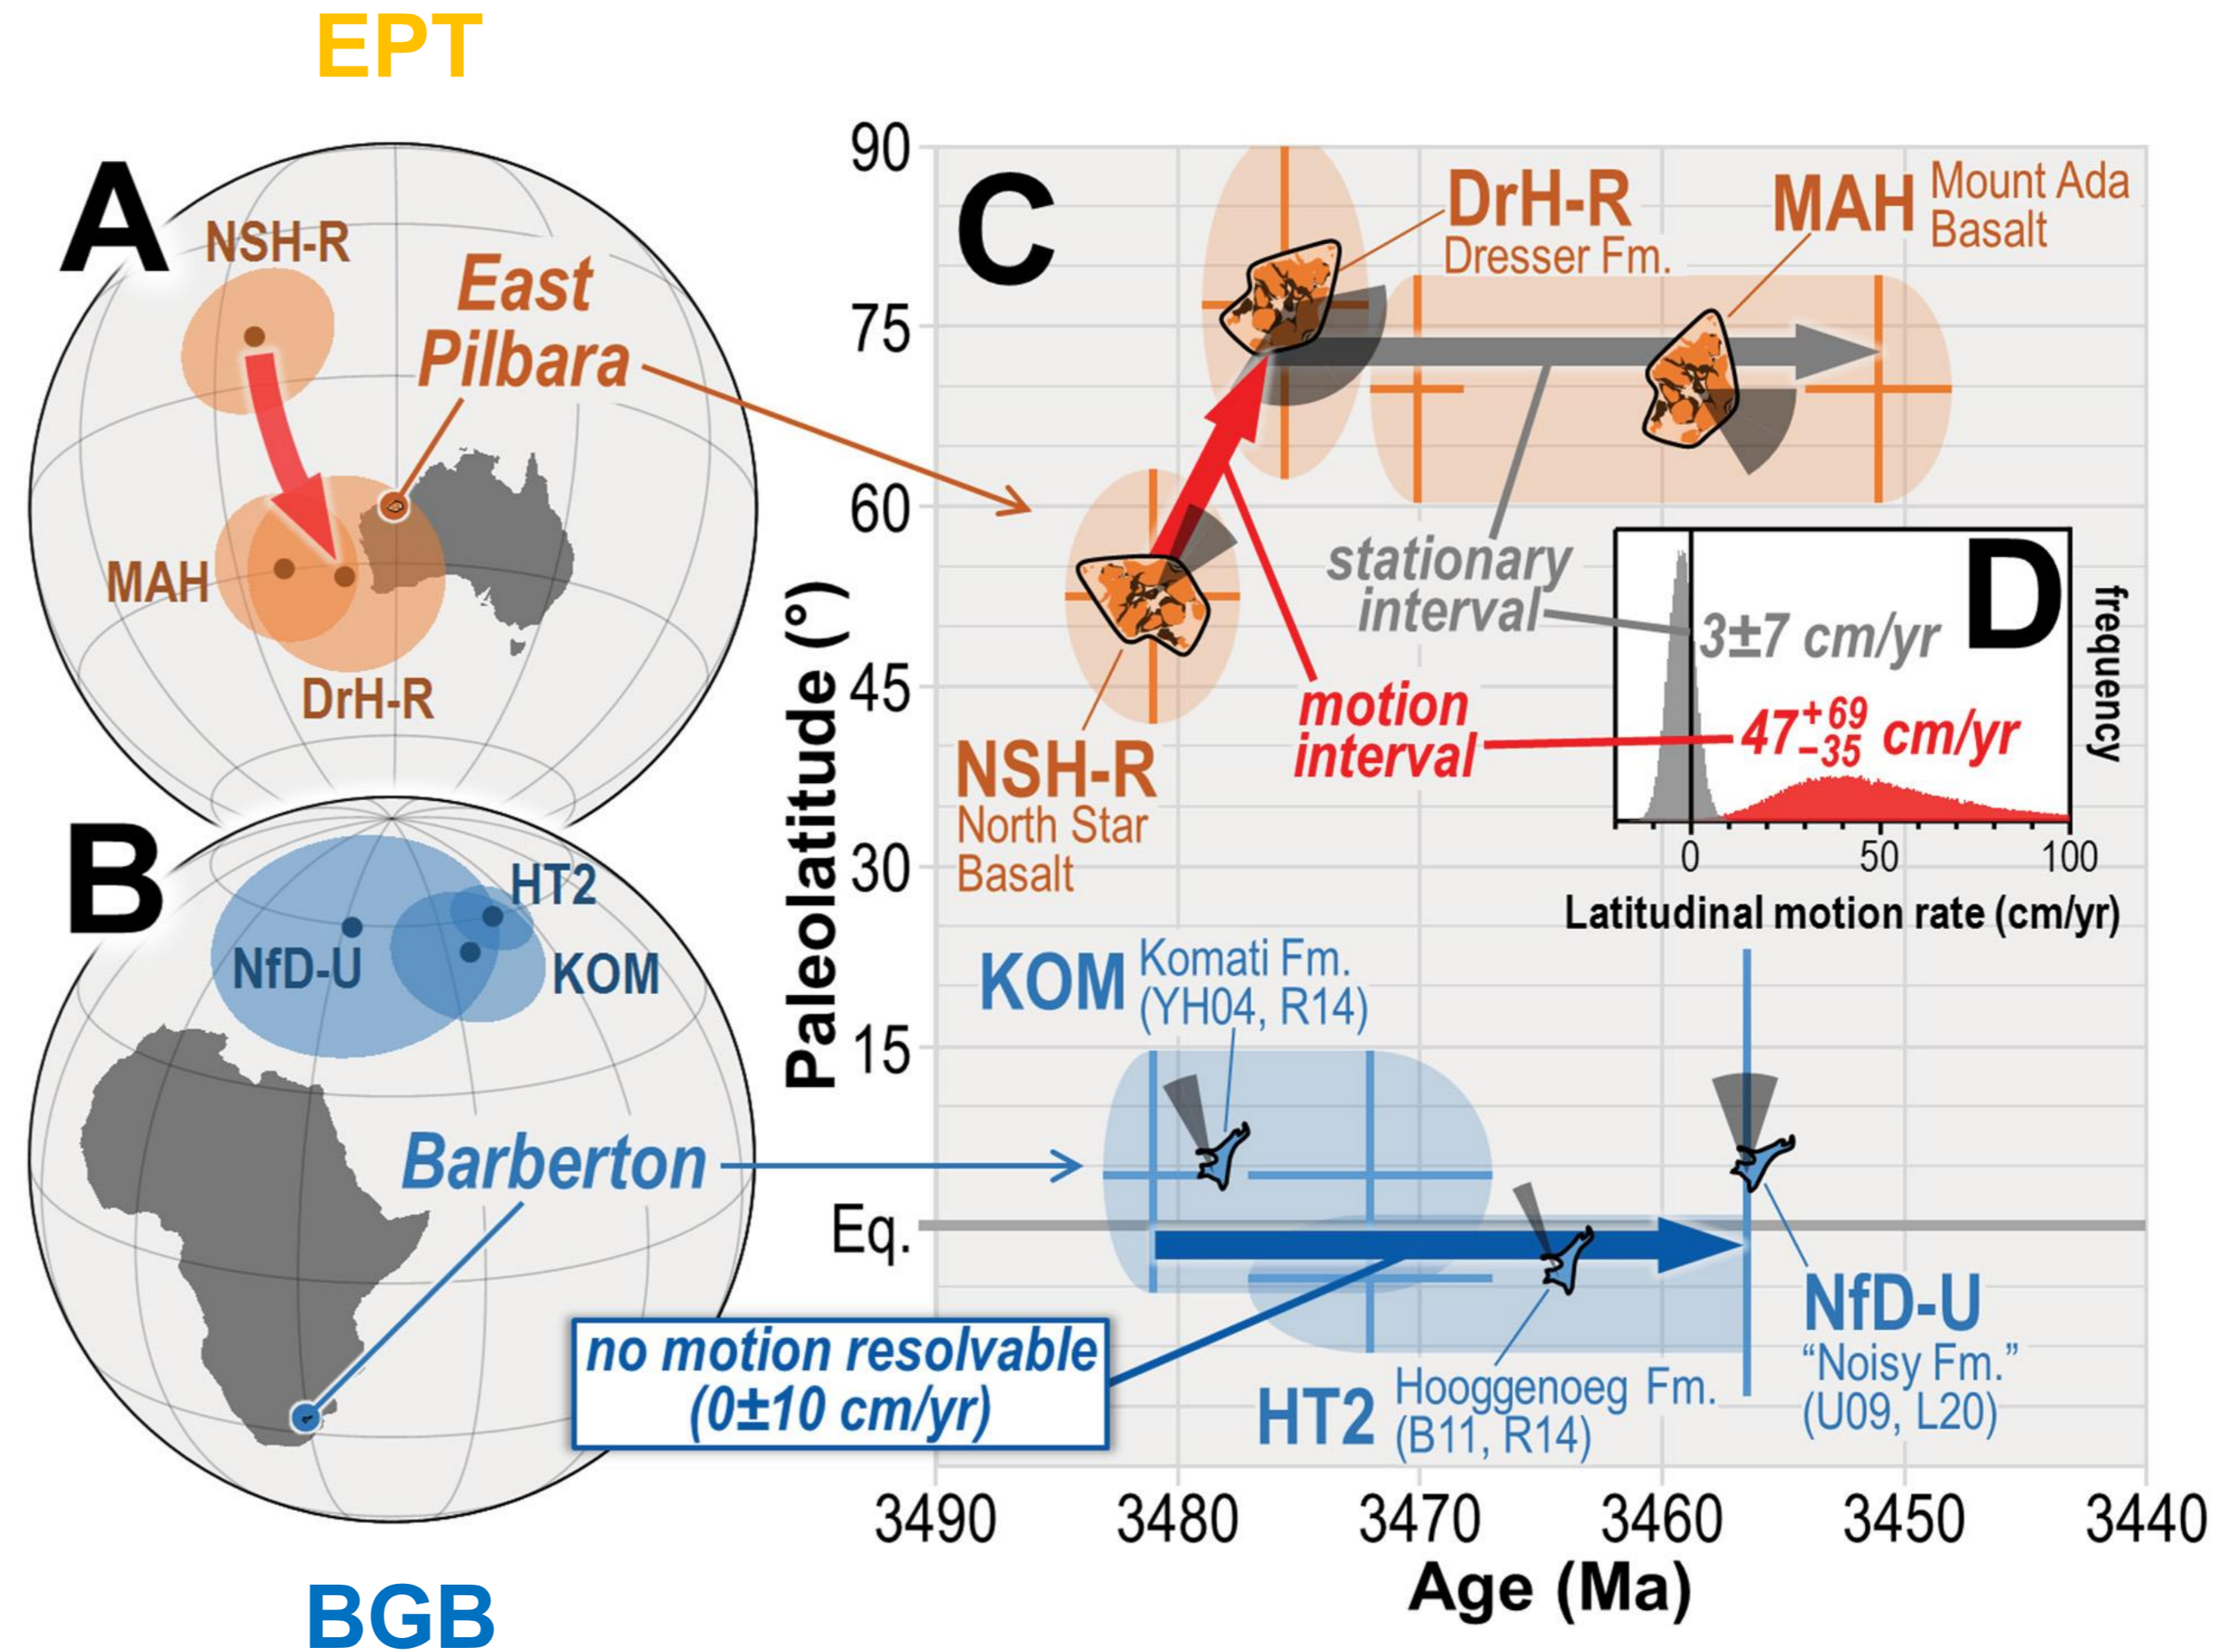 EPT
A
NSH-R
East
Pilbara
MAH
DrH-R
B
HT2
NfD-U
KOM
Barberton
BGB
C
Paleolatitude (°)
90
75
60
45
30
15
Eq.
DrH-R
Dresser Fm.
MAH Mount Ada
Basalt
stationary
interval
motion
interval
NSH-R
North Star
Basalt
D
3±7 cm/yr
47+69−35 cm/yr
frequency
0 50 100
Latitudinal motion rate (cm/yr)
KOM Komati Fm.
(YH04, R14)
no motion resolvable
(0±10 cm/yr)
HT2 Hooggenoeg Fm.
(B11, R14)
NfD-U
“Noisy Fm.”
(U09, L20)
3490 3480 3470 3460 3450 3440
Age (Ma)